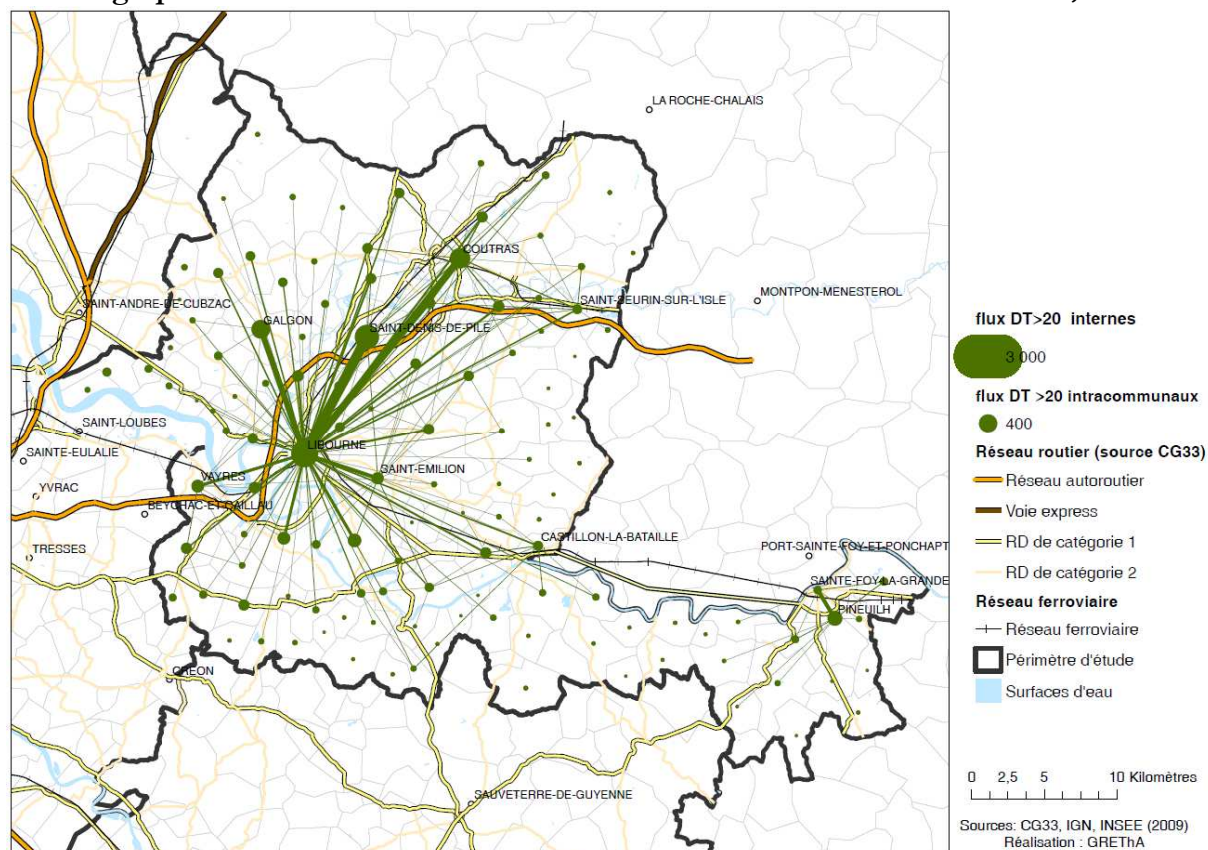 LA ROCHE-CHALAIS
COUTRAS
MONTPON-MENESTEROL
SAINT-ANDRE-DE-CUBZAC
SAINT-SEURIN-SUR-L'ISLE
GALGON
SAINT-DENIS-DE-PILE
SAINT-LOUBES
LIBOURNE
SAINTE-EULALIE
SAINT-EMILION
VAYRES
YVRAC
BEYCHAC-ET-CAILLAU
CASTILLON-LA-BATAILLE
TRESSES
PORT-SAINTE-FOY-ET-PONCHAPT
SAINTE-FOY-LA-GRANDE
PINEUILH
CREON
SAUVETERRE-DE-GUYENNE
flux DT>20 internes
3 000
flux DT >20 intracommunaux
400
Réseau routier (source CG33)
Réseau autoroutier
Voie express
RD de catégorie 1
RD de catégorie 2
Réseau ferroviaire
Réseau ferroviaire
Périmètre d'étude
Surfaces d'eau
0 2,5 5 10 Kilomètres
Sources: CG33, IGN, INSEE (2009)
Réalisation : GREThA